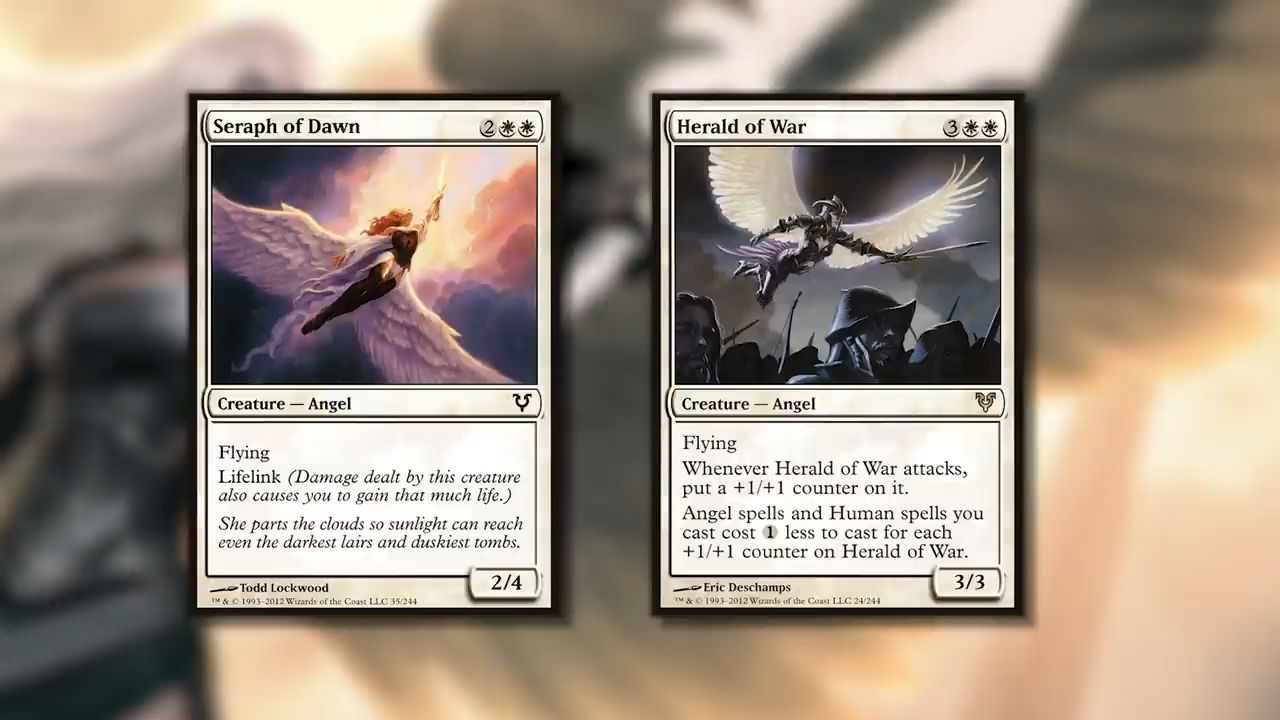 Seraph of Dawn 2
Creature — Angel
Flying
Lifelink (Damage dealt by this creature
also causes you to gain that much life.)
She parts the clouds so sunlight can reach
even the darkest lairs and duskiest tombs.
2/4
Todd Lockwood
™ & © 1993–2012 Wizards of the Coast LLC 35/244
Herald of War 3
Creature — Angel
Flying
Whenever Herald of War attacks,
put a +1/+1 counter on it.
Angel spells and Human spells you
cast cost 1 less to cast for each
+1/+1 counter on Herald of War.
3/3
Eric Deschamps
™ & © 1993–2012 Wizards of the Coast LLC 24/244